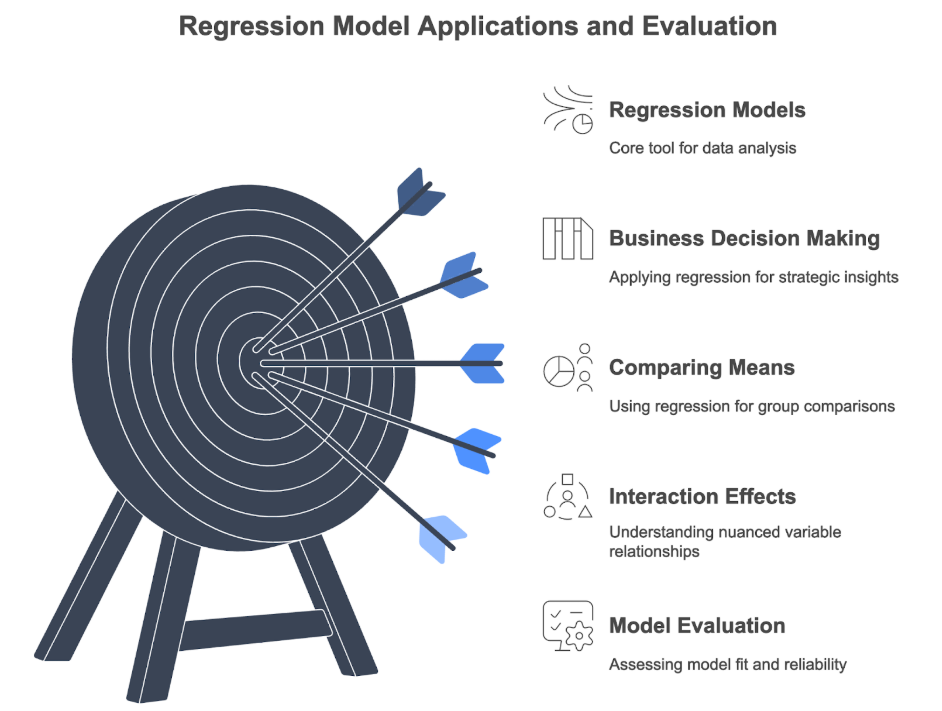 Regression Model Applications and Evaluation
Regression Models
Core tool for data analysis
Business Decision Making
Applying regression for strategic insights
Comparing Means
Using regression for group comparisons
Interaction Effects
Understanding nuanced variable
relationships
Model Evaluation
Assessing model fit and reliability